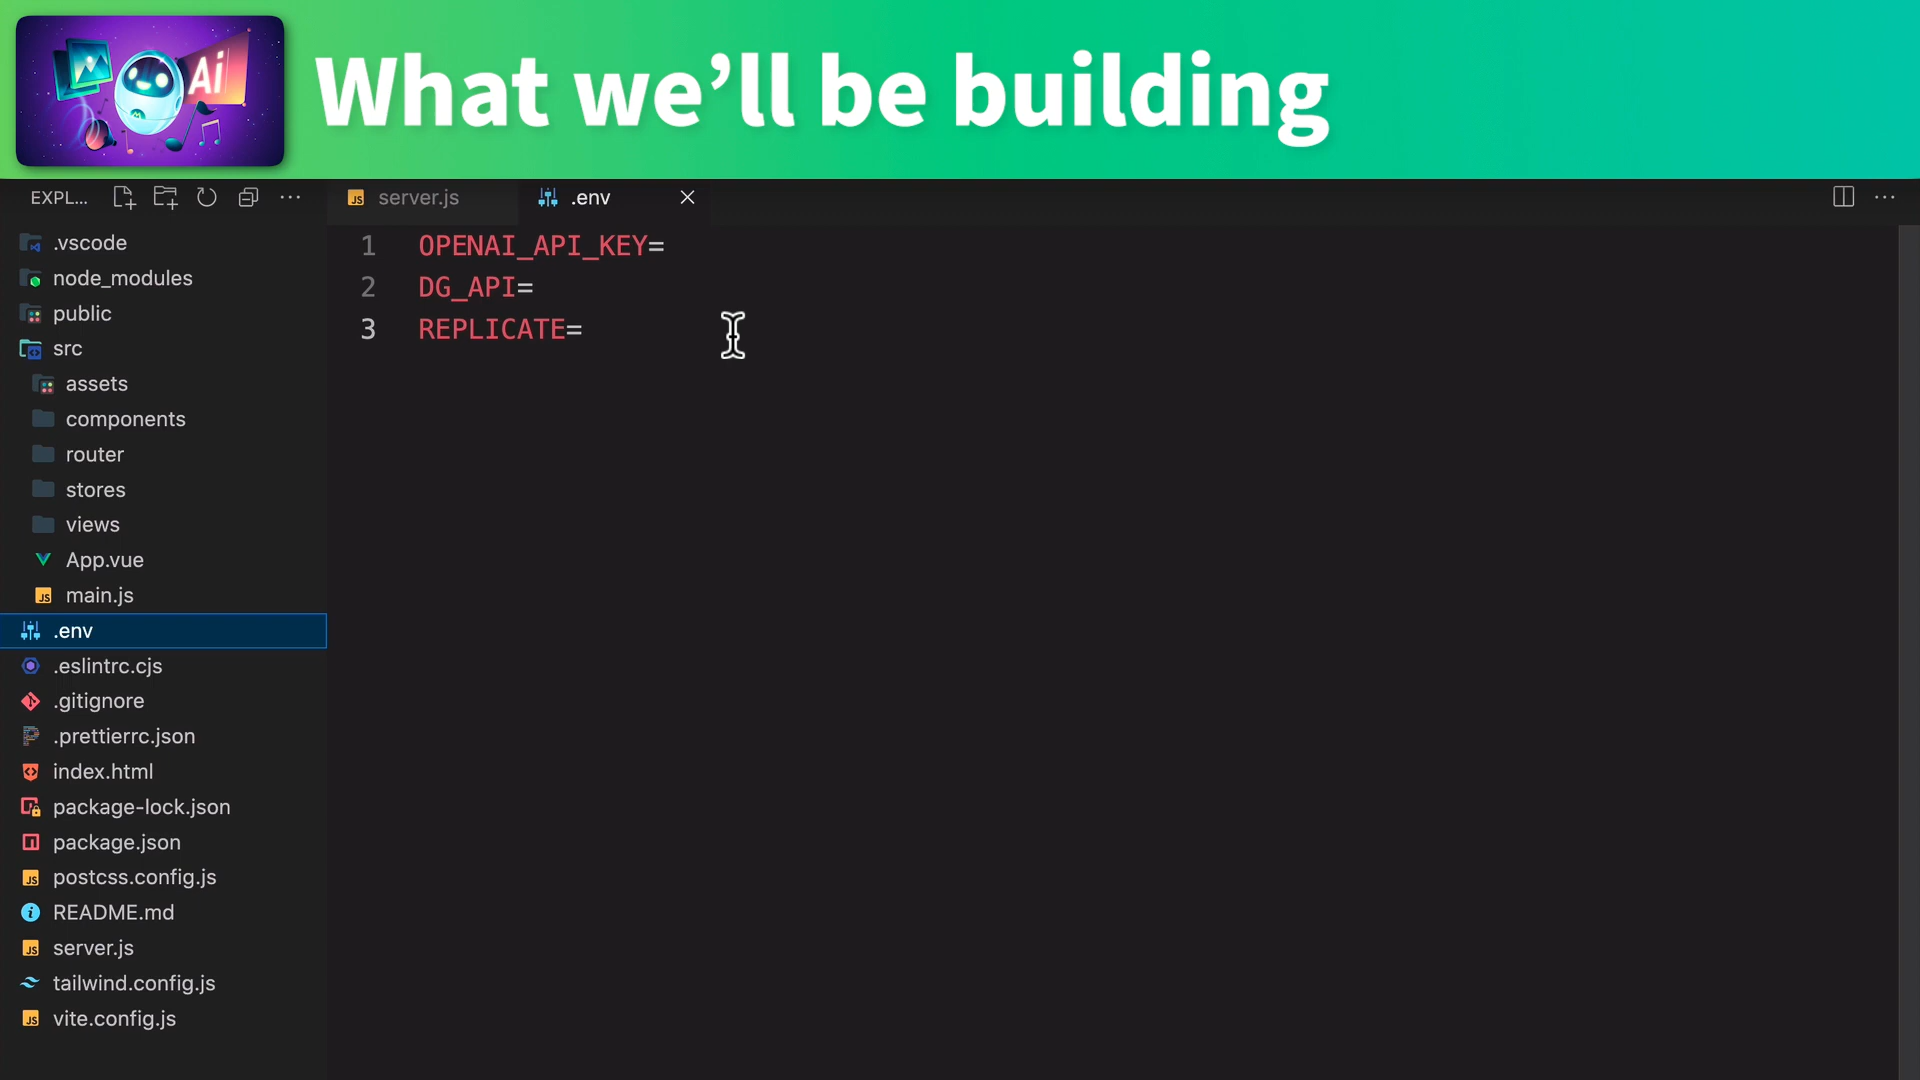 Ai
What we’ll be building
EXPL...
server.js
.env
.vscode
node_modules
public
src
assets
components
router
stores
views
App.vue
main.js
.env
.eslintrc.cjs
.gitignore
.prettierrc.json
index.html
package-lock.json
package.json
postcss.config.js
README.md
server.js
tailwind.config.js
vite.config.js
1 OPENAI_API_KEY=
2 DG_API=
3 REPLICATE=